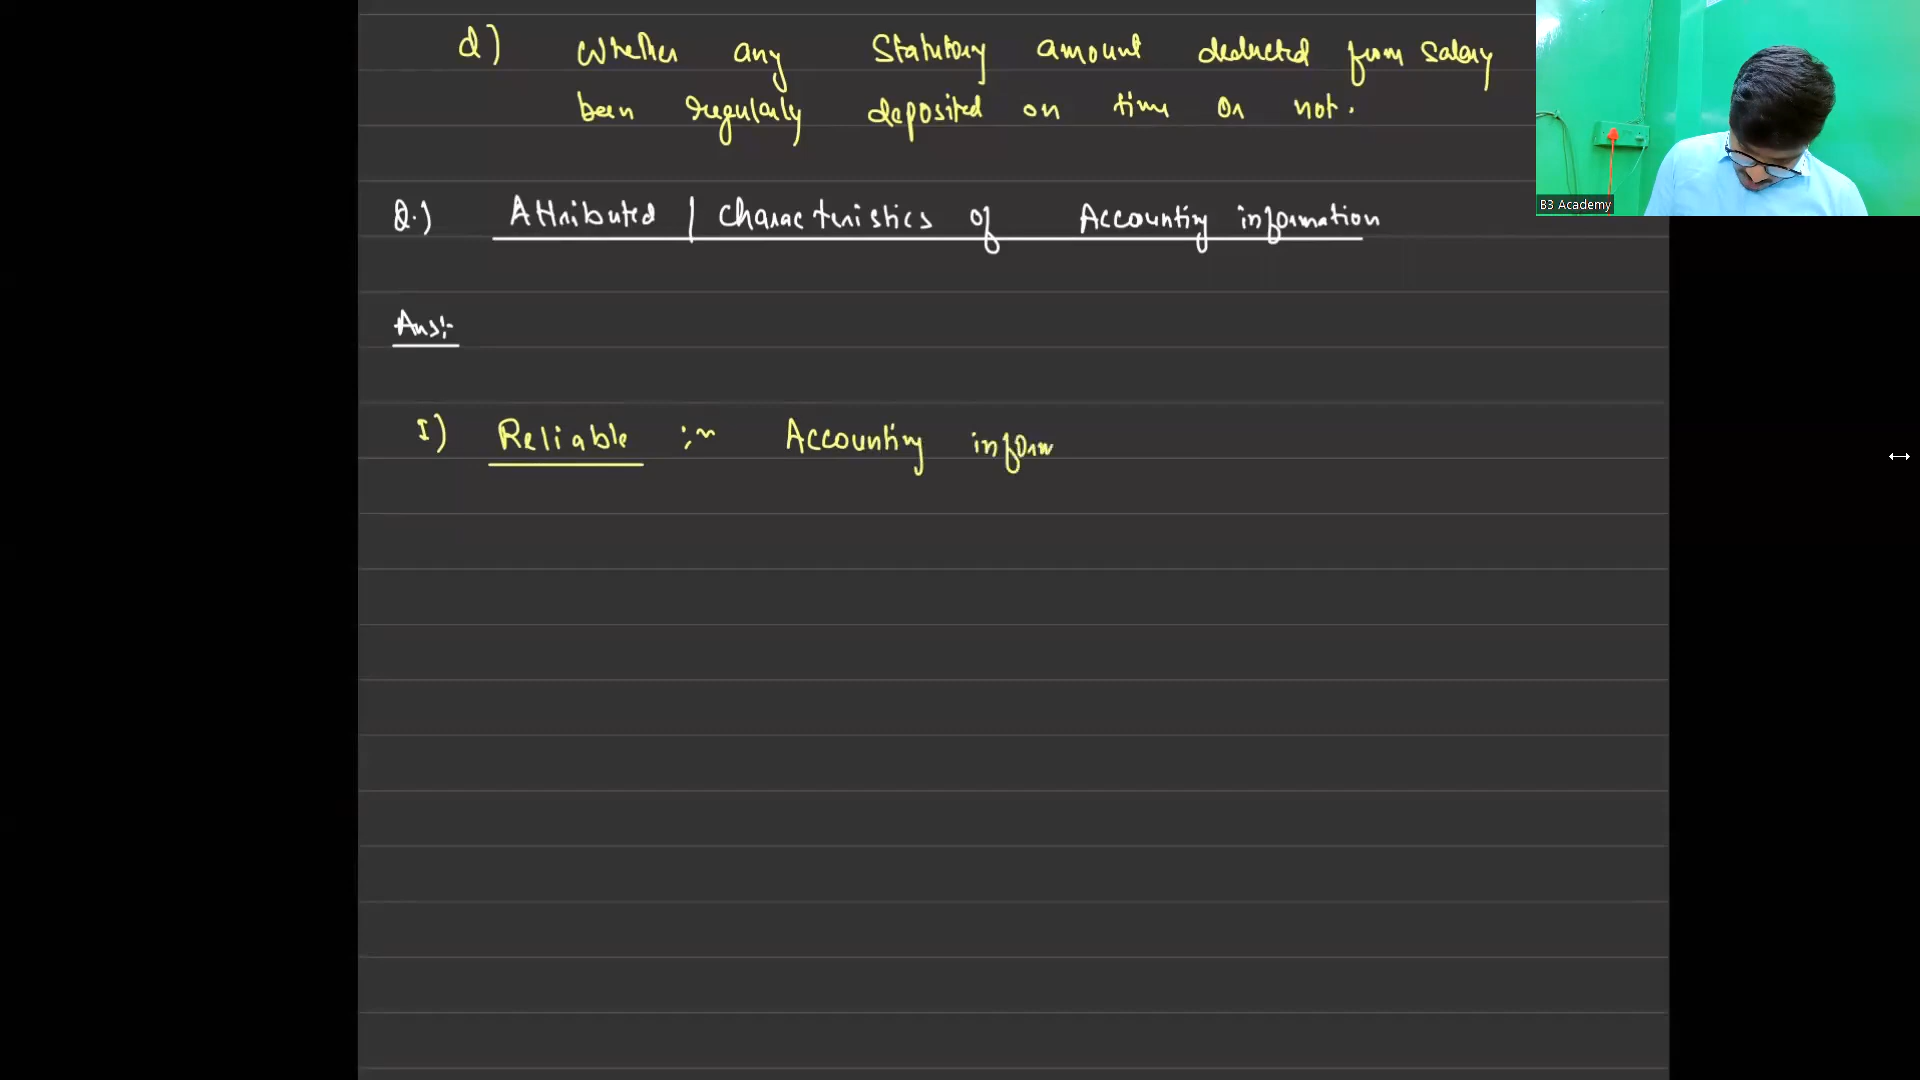 d) Whether any Statutory amount deducted from salary
been regularly deposited on time or not.
Q.) Attributed | Characteristics of Accounting information
Ans:-
I) Reliable :~ Accounting inform
B3 Academy